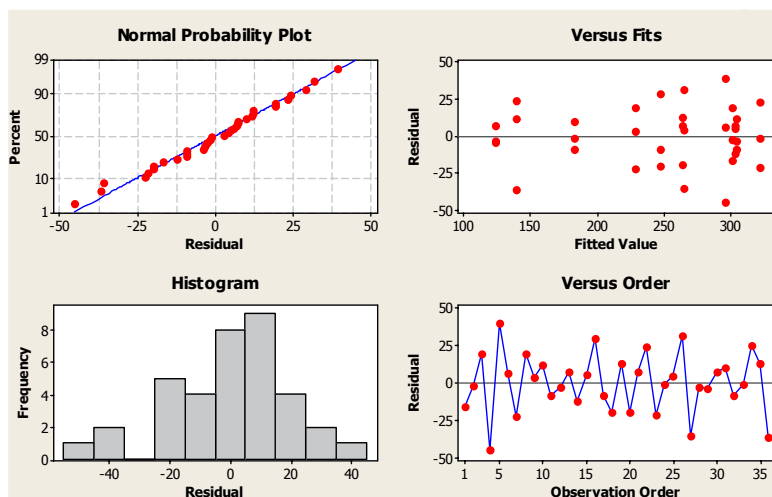 Normal Probability Plot
99
90
50
10
1
Percent
-50 -25 0 25 50
Residual
Versus Fits
50
25
0
-25
-50
Residual
100 150 200 250 300
Fitted Value
Histogram
8
6
4
2
0
Frequency
-40 -20 0 20 40
Residual
Versus Order
50
25
0
-25
-50
Residual
1 5 10 15 20 25 30 35
Observation Order